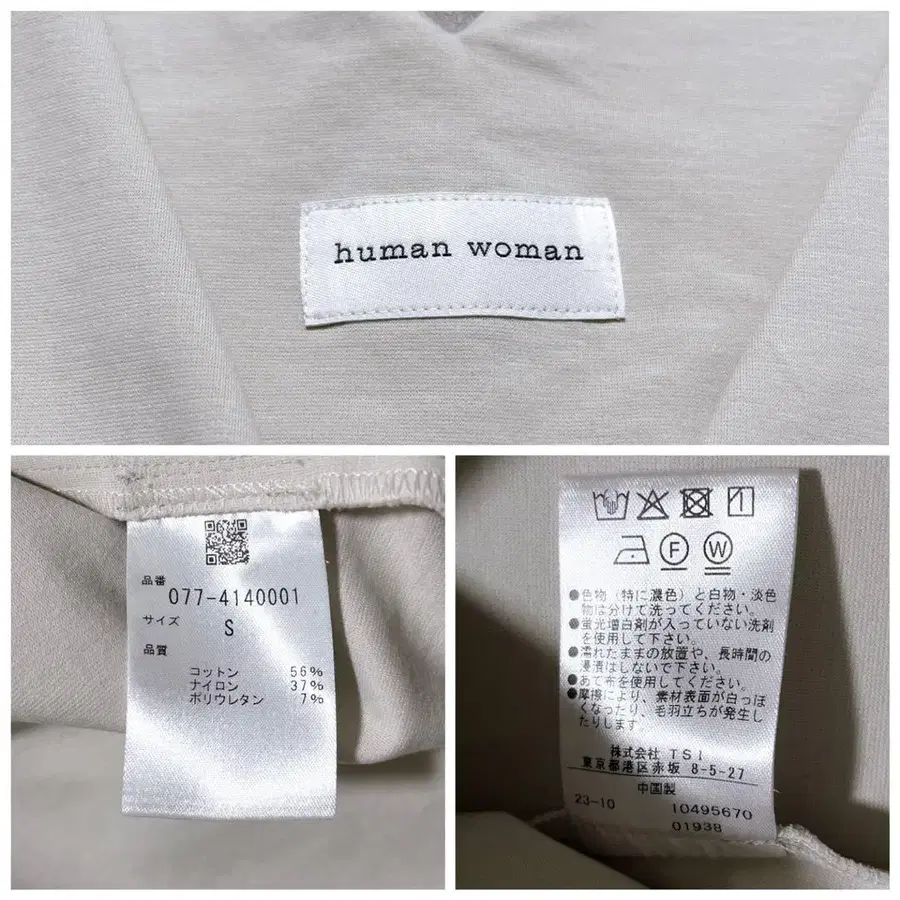 human woman
品番
077-4140001
サイズ
S
品質
コットン 56%
ナイロン 37%
ポリウレタン 7%
F W
●色物（特に濃色）と白物・淡色
物は分けて洗ってください。
●蛍光増白剤が入っていない洗剤
を使用して下さい。
●濡れたままの放置や、長時間の
浸漬はしないで下さい。
●あて布を使用してください。
●摩擦により、素材表面が白っぽ
くなったり、毛羽立ちが発生し
たりします。
株式会社 TSI
東京都港区赤坂 8-5-27
中国製
23-10 10495670
01938